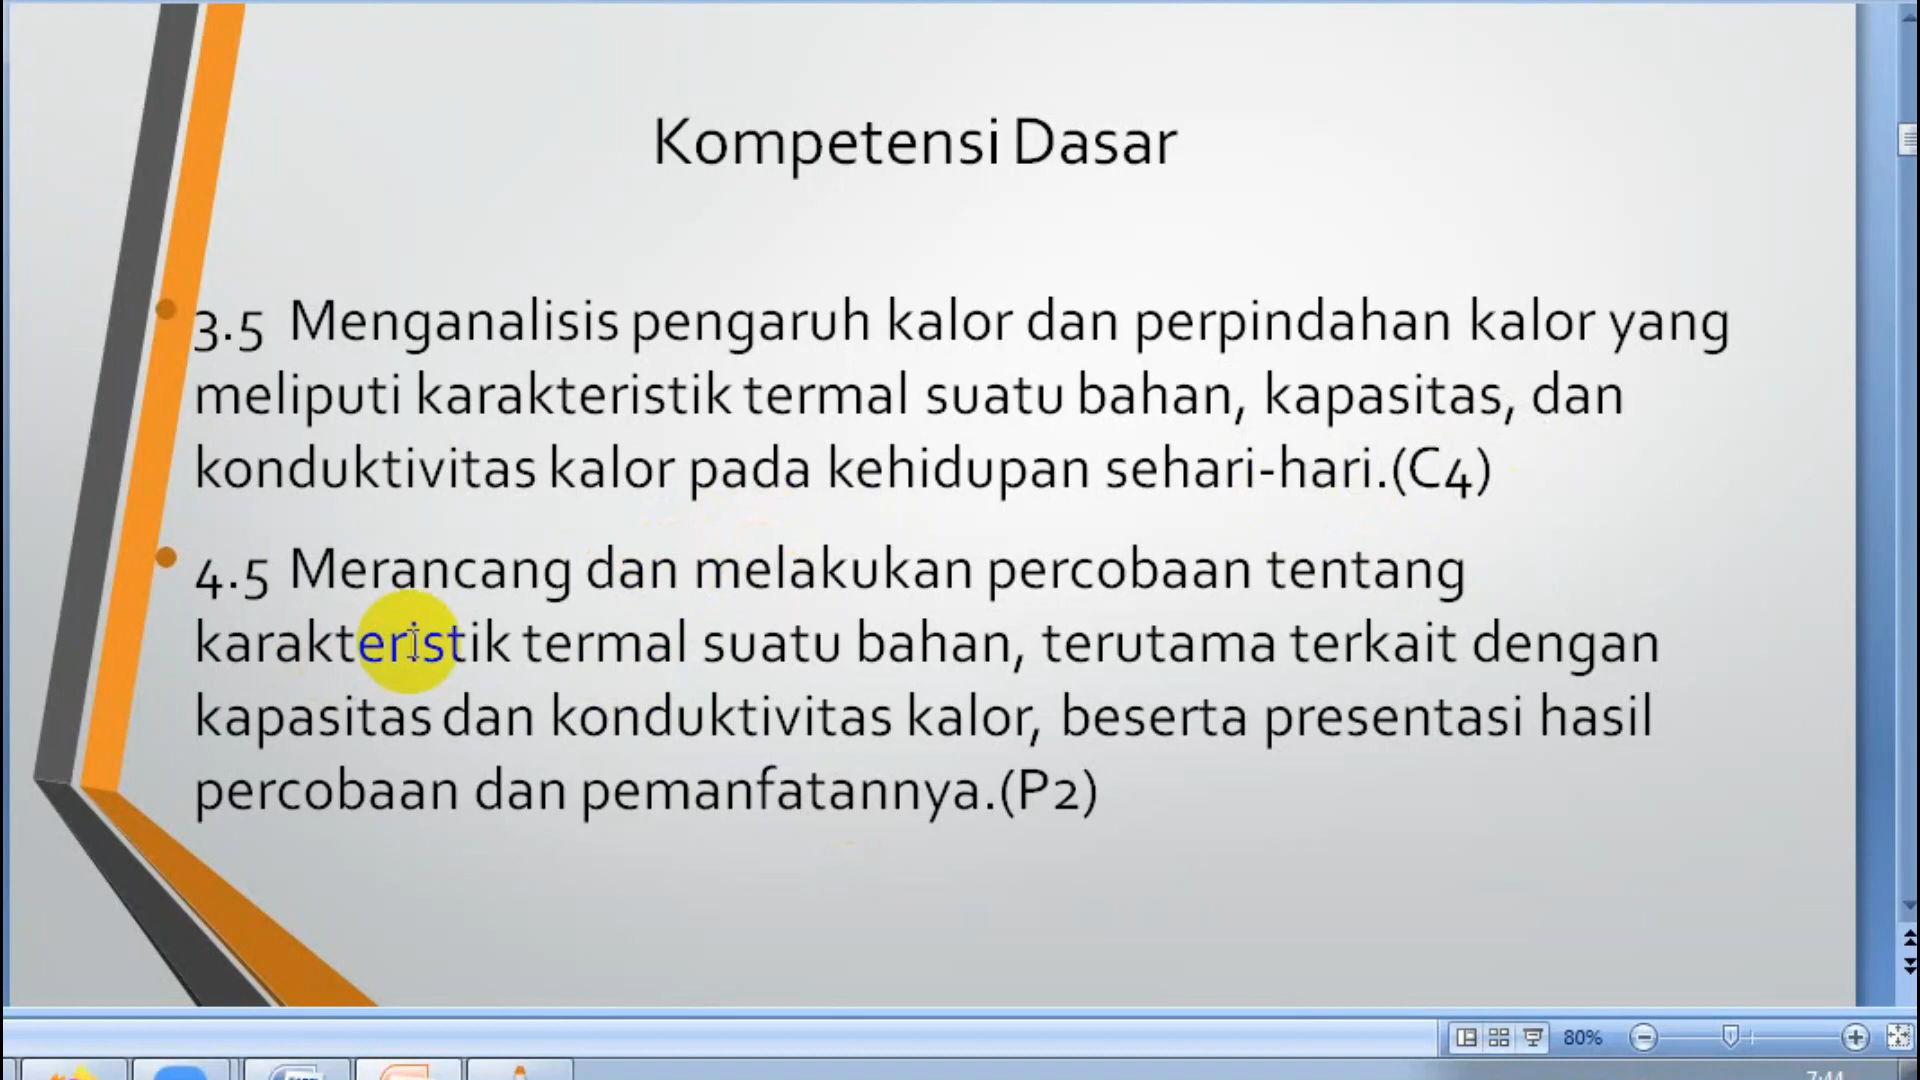 Kompetensi Dasar
• 3.5 Menganalisis pengaruh kalor dan perpindahan kalor yang
meliputi karakteristik termal suatu bahan, kapasitas, dan
konduktivitas kalor pada kehidupan sehari-hari.(C4)
• 4.5 Merancang dan melakukan percobaan tentang
karakteristik termal suatu bahan, terutama terkait dengan
kapasitas dan konduktivitas kalor, beserta presentasi hasil
percobaan dan pemanfatannya.(P2)
80%
7:44